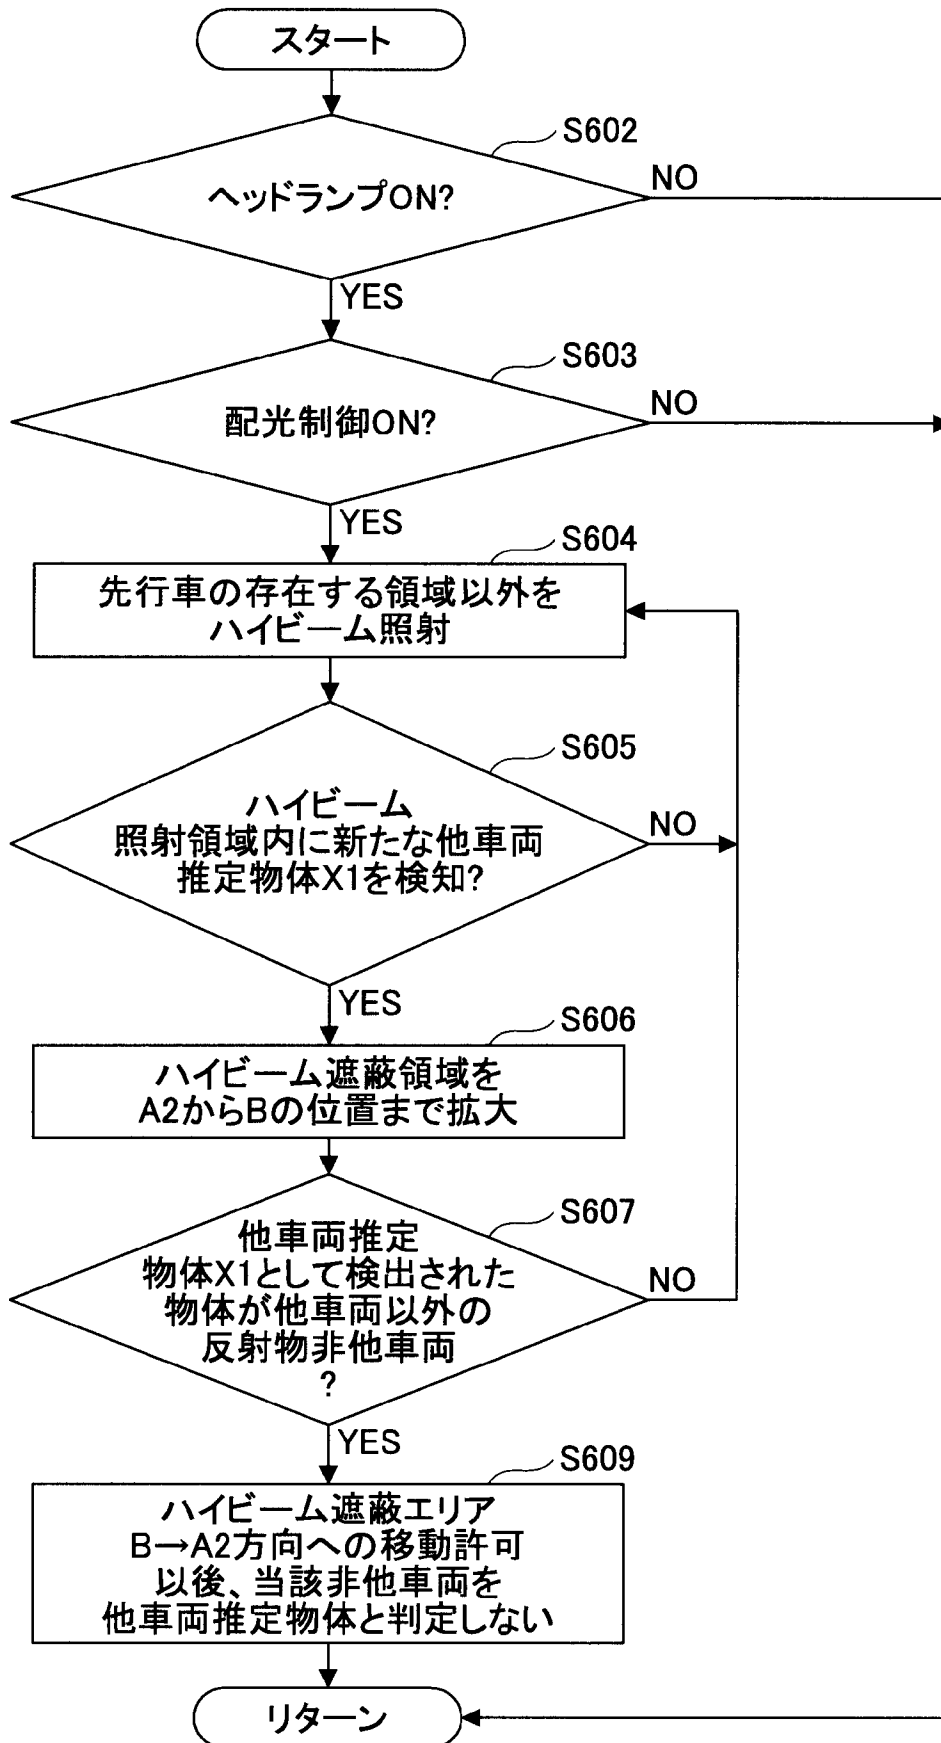 スタート
S602
ヘッドランプON?
NO
YES
S603
配光制御ON?
NO
YES
S604
先行車の存在する領域以外を
ハイビーム照射
S605
ハイビーム
照射領域内に新たな他車両
推定物体X1を検知?
NO
YES
S606
ハイビーム遮蔽領域を
A2からBの位置まで拡大
S607
他車両推定
物体X1として検出された
物体が他車両以外の
反射物非他車両
?
NO
YES
S609
ハイビーム遮蔽エリア
B→A2方向への移動許可
以後、当該非他車両を
他車両推定物体と判定しない
リターン